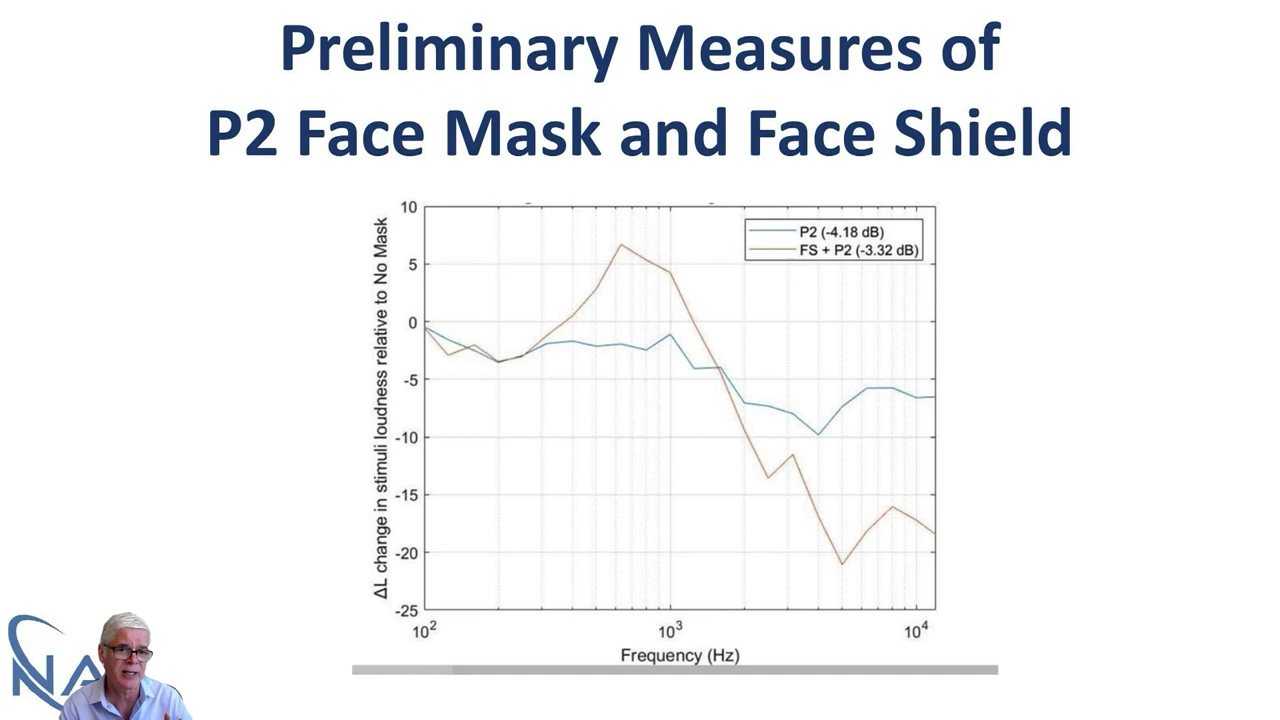 Preliminary Measures of
P2 Face Mask and Face Shield
ΔL change in stimuli loudness relative to No Mask
10
5
0
-5
-10
-15
-20
-25
P2 (-4.18 dB)
FS + P2 (-3.32 dB)
10²
10³
10⁴
Frequency (Hz)
NA